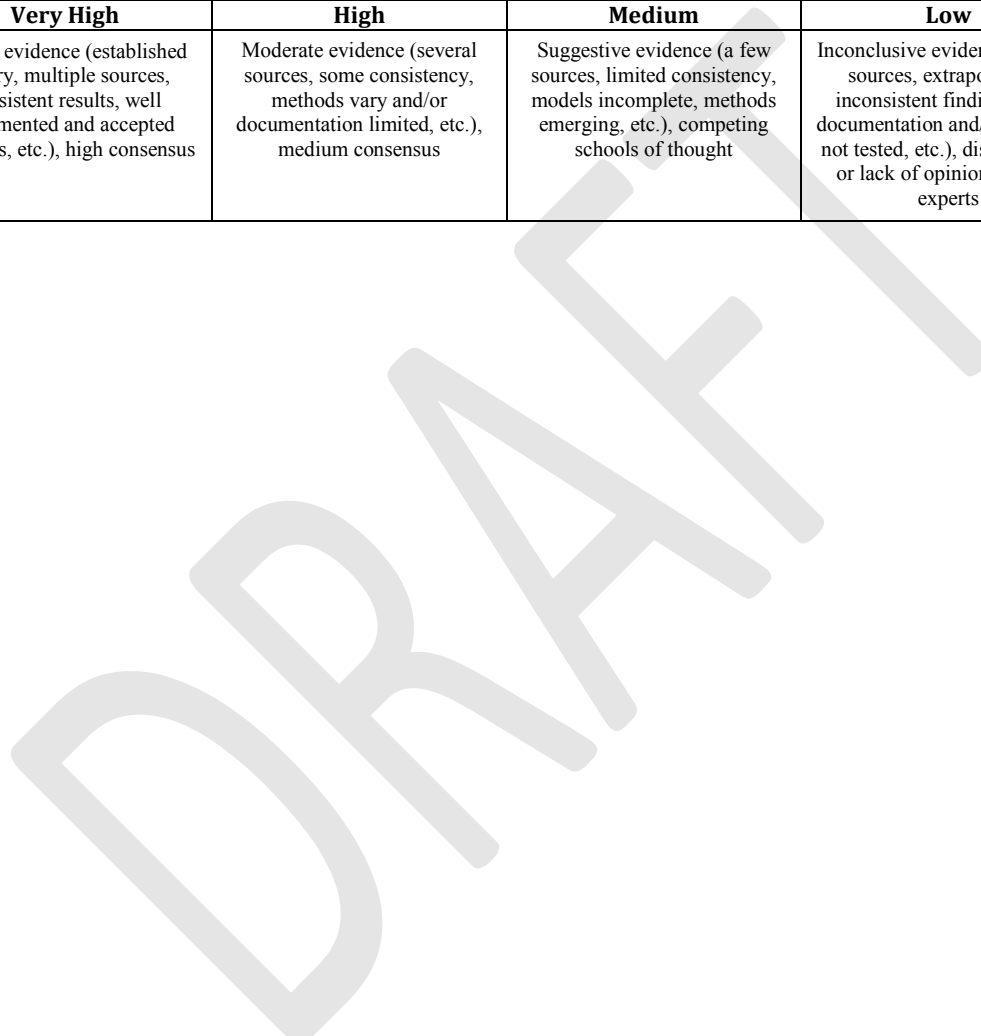 Very High
High
Medium
Low
evidence (established
ry, multiple sources,
sistent results, well
mented and accepted
s, etc.), high consensus
Moderate evidence (several
sources, some consistency,
methods vary and/or
documentation limited, etc.),
medium consensus
Suggestive evidence (a few
sources, limited consistency,
models incomplete, methods
emerging, etc.), competing
schools of thought
Inconclusive eviden
sources, extrapo
inconsistent findi
documentation and/
not tested, etc.), dis
or lack of opinion
experts
DRAFT